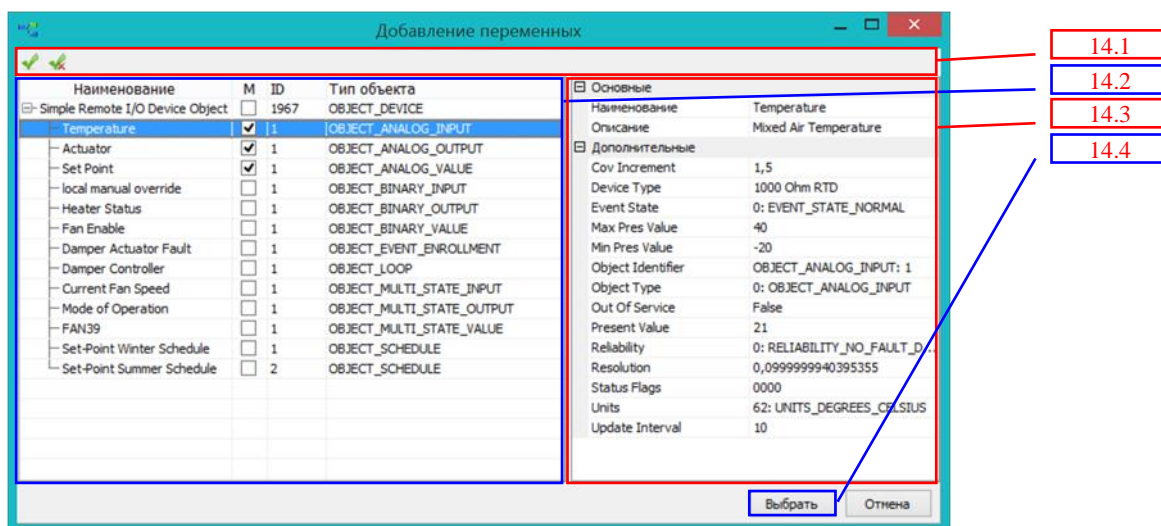 Добавление переменных
14.1
14.2
14.3
14.4
Наименование М ID Тип объекта
Simple Remote I/O Device Object 1967 OBJECT_DEVICE
Temperature 1 OBJECT_ANALOG_INPUT
Actuator 1 OBJECT_ANALOG_OUTPUT
Set Point 1 OBJECT_ANALOG_VALUE
local manual override 1 OBJECT_BINARY_INPUT
Heater Status 1 OBJECT_BINARY_OUTPUT
Fan Enable 1 OBJECT_BINARY_VALUE
Damper Actuator Fault 1 OBJECT_EVENT_ENROLLMENT
Damper Controller 1 OBJECT_LOOP
Current Fan Speed 1 OBJECT_MULTI_STATE_INPUT
Mode of Operation 1 OBJECT_MULTI_STATE_OUTPUT
FAN39 1 OBJECT_MULTI_STATE_VALUE
Set-Point Winter Schedule 1 OBJECT_SCHEDULE
Set-Point Summer Schedule 2 OBJECT_SCHEDULE
Основные
Наименование Temperature
Описание Mixed Air Temperature
Дополнительные
Cov Increment 1,5
Device Type 1000 Ohm RTD
Event State 0: EVENT_STATE_NORMAL
Max Pres Value 40
Min Pres Value -20
Object Identifier OBJECT_ANALOG_INPUT: 1
Object Type 0: OBJECT_ANALOG_INPUT
Out Of Service False
Present Value 21
Reliability 0: RELIABILITY_NO_FAULT_D...
Resolution 0,0999999940395355
Status Flags 0000
Units 62: UNITS_DEGREES_CELSIUS
Update Interval 10
Выбрать Отмена